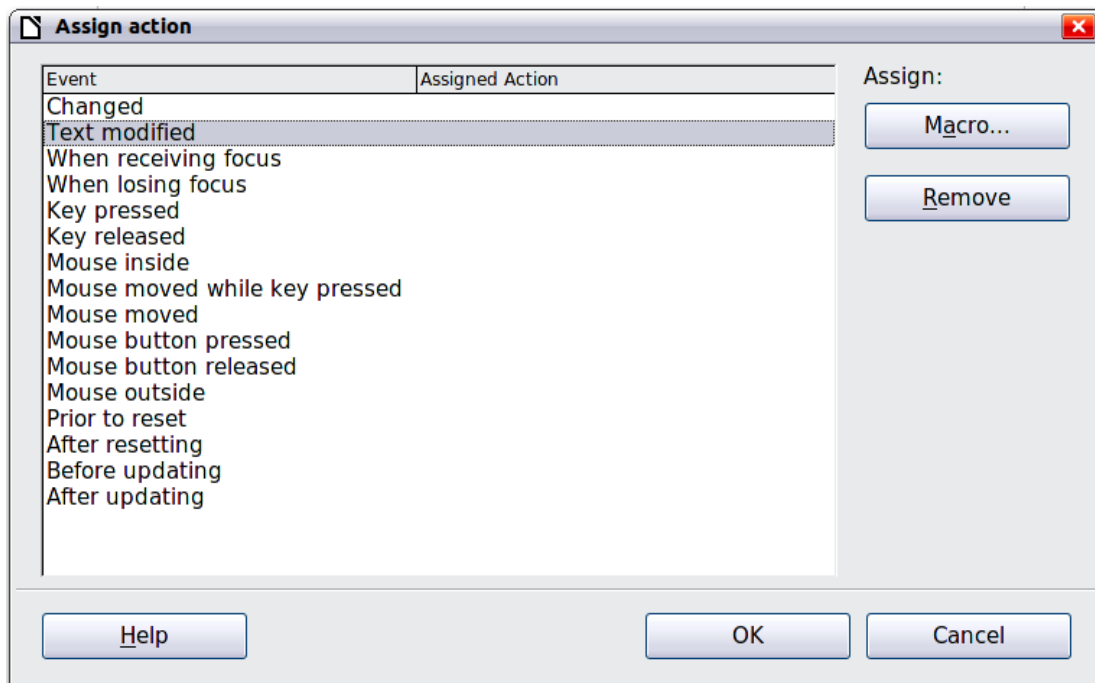 Assign action
Event Assigned Action
Changed
Text modified
When receiving focus
When losing focus
Key pressed
Key released
Mouse inside
Mouse moved while key pressed
Mouse moved
Mouse button pressed
Mouse button released
Mouse outside
Prior to reset
After resetting
Before updating
After updating
Assign:
Macro...
Remove
Help OK Cancel